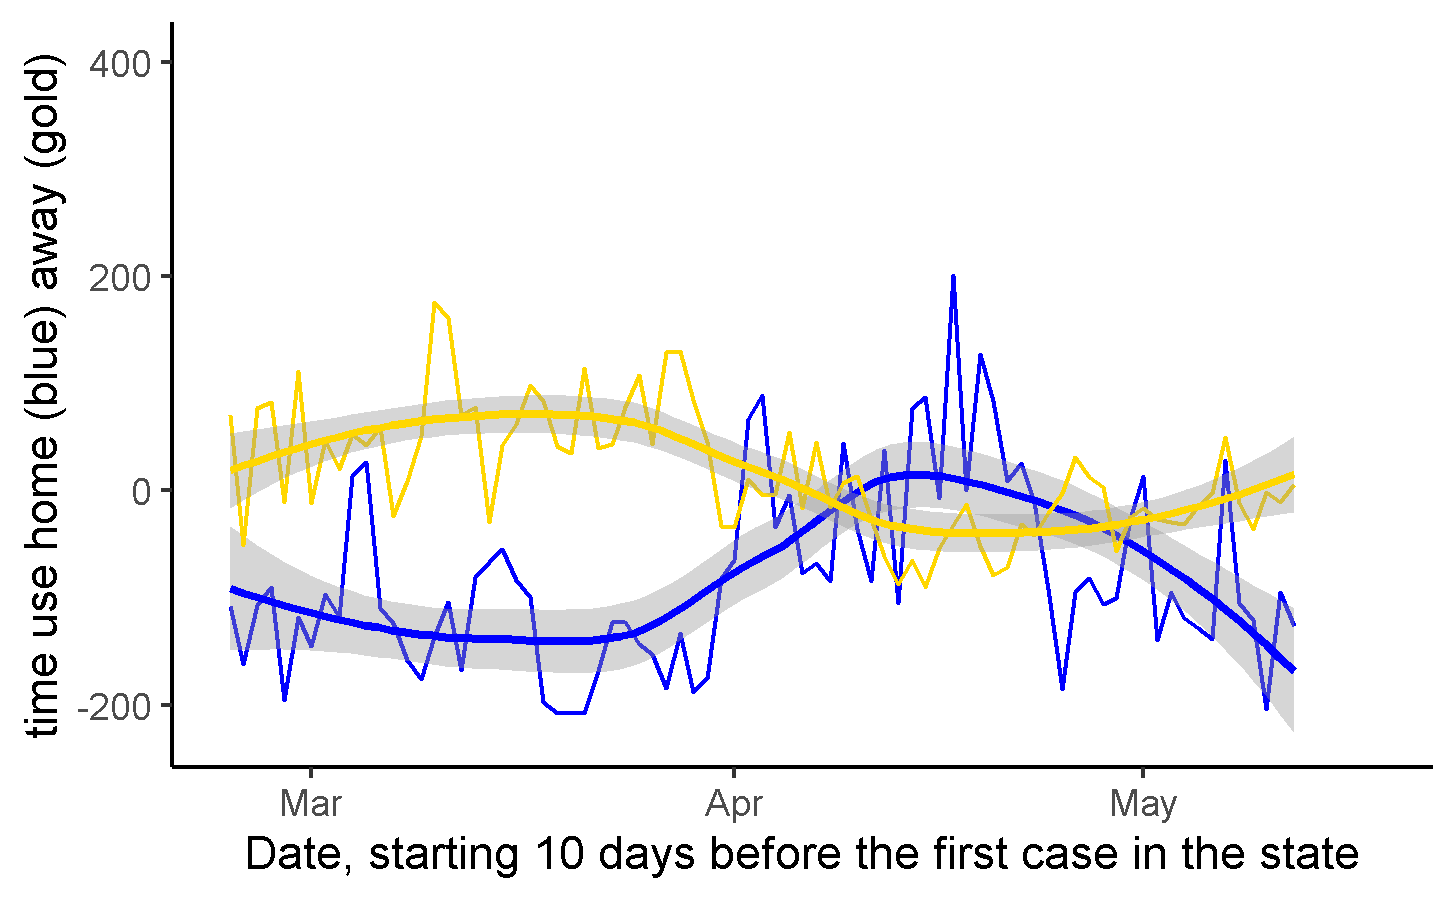 time use home (blue) away (gold)
400
200
0
-200
Mar
Apr
May
Date, starting 10 days before the first case in the state